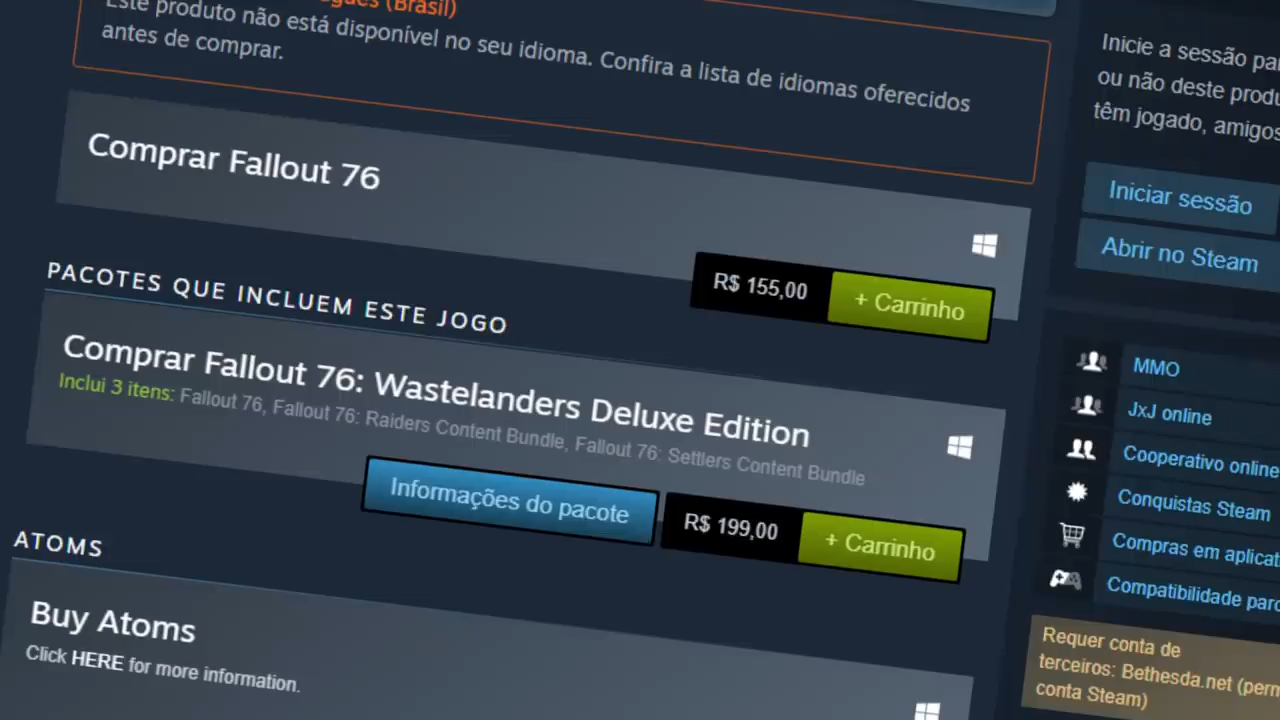 (Brasil)
Este produto não está disponível no seu idioma. Confira a lista de idiomas oferecidos
antes de comprar.
Comprar Fallout 76
R$ 155,00
+ Carrinho
PACOTES QUE INCLUEM ESTE JOGO
Comprar Fallout 76: Wastelanders Deluxe Edition
Inclui 3 itens: Fallout 76, Fallout 76: Raiders Content Bundle, Fallout 76: Settlers Content Bundle
Informações do pacote
R$ 199,00
+ Carrinho
ATOMS
Buy Atoms
Click HERE for more information.
Inicie a sessão
ou não deste
têm jogado, amigos
Iniciar sessão
Abrir no Steam
MMO
JxJ online
Cooperativo online
Conquistas Steam
Compras em
Compatibilidade
Requer conta de
terceiros: Bethesda.net
conta Steam)